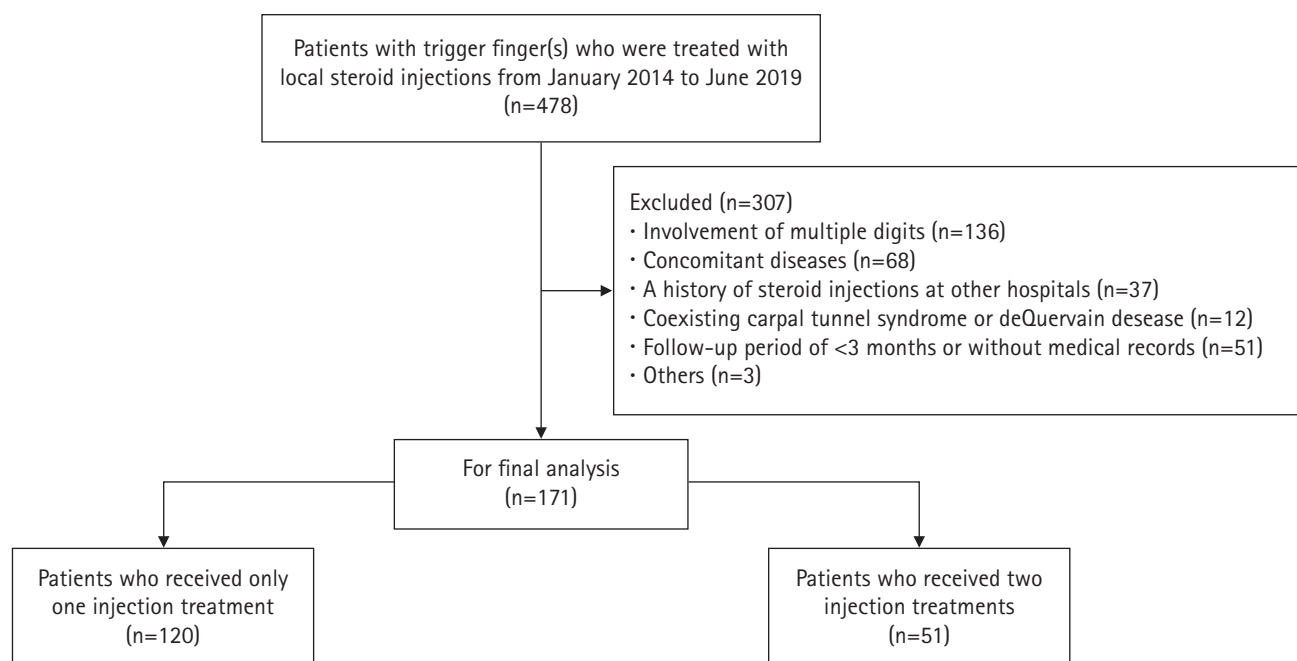 Patients with trigger finger(s) who were treated with
local steroid injections from January 2014 to June 2019
(n=478)
Excluded (n=307)
• Involvement of multiple digits (n=136)
• Concomitant diseases (n=68)
• A history of steroid injections at other hospitals (n=37)
• Coexisting carpal tunnel syndrome or deQuervain desease (n=12)
• Follow-up period of <3 months or without medical records (n=51)
• Others (n=3)
For final analysis
(n=171)
Patients who received only
one injection treatment
(n=120)
Patients who received two
injection treatments
(n=51)